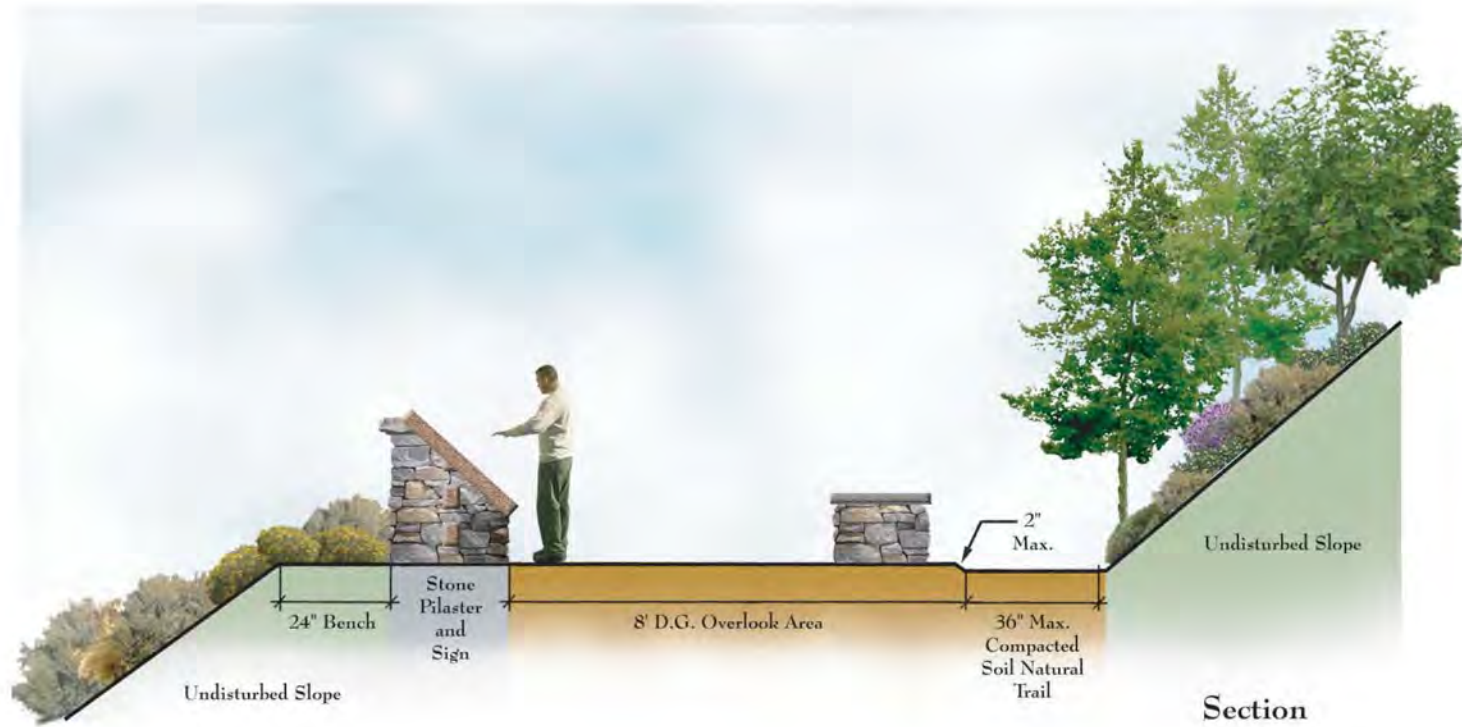 2"
Max.
Undisturbed Slope
24" Bench
Stone
Pilaster
and
Sign
8' D.G. Overlook Area
36" Max.
Compacted
Soil Natural
Trail
Undisturbed Slope
Section